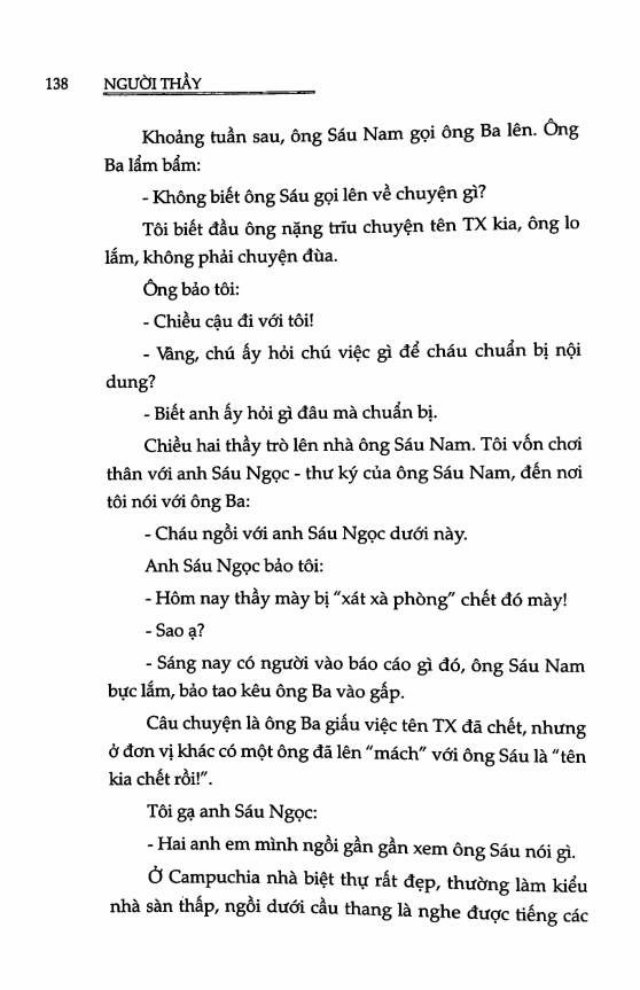 138 NGƯỜI THẦY
Khoảng tuần sau, ông Sáu Nam gọi ông Ba lên. Ông
Ba lẩm bẩm:
- Không biết ông Sáu gọi lên về chuyện gì?
Tôi biết đầu ông nặng trĩu chuyện tên TX kia, ông lo
lắm, không phải chuyện đùa.
Ông bảo tôi:
- Chiều cậu đi với tôi!
- Vâng, chú ấy hỏi chú việc gì để cháu chuẩn bị nội
dung?
- Biết anh ấy hỏi gì đâu mà chuẩn bị.
Chiều hai thầy trò lên nhà ông Sáu Nam. Tôi vốn chơi
thân với anh Sáu Ngọc - thư ký của ông Sáu Nam, đến nơi
tôi nói với ông Ba:
- Cháu ngồi với anh Sáu Ngọc dưới này.
Anh Sáu Ngọc bảo tôi:
- Hôm nay thầy mày bị "xát xà phòng" chết đó mày!
- Sao ạ?
- Sáng nay có người vào báo cáo gì đó, ông Sáu Nam
bực lắm, bảo tao kêu ông Ba vào gấp.
Câu chuyện là ông Ba giấu việc tên TX đã chết, nhưng
ở đơn vị khác có một ông đã lên "mách" với ông Sáu là "tên
kia chết rồi!".
Tôi gạ anh Sáu Ngọc:
- Hai anh em mình ngồi gần gần xem ông Sáu nói gì.
Ở Campuchia nhà biệt thự rất đẹp, thường làm kiểu
nhà sàn thấp, ngồi dưới cầu thang là nghe được tiếng các